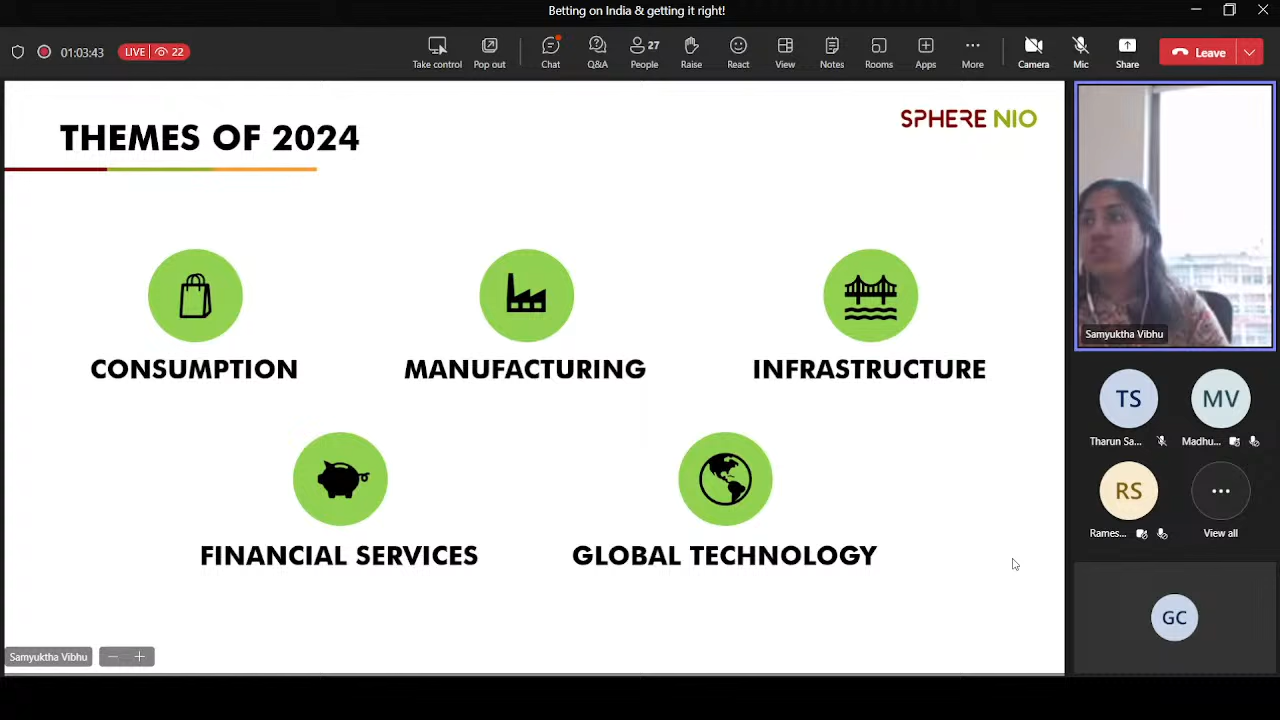 Betting on India & getting it right!
01:03:43 LIVE 22
27
Take control Pop out Chat Q&A People Raise React View Notes Rooms Apps More Camera Mic Share Leave
THEMES OF 2024
SPHERE NIO
CONSUMPTION MANUFACTURING INFRASTRUCTURE
FINANCIAL SERVICES GLOBAL TECHNOLOGY
Samyuktha Vibhu
Samyuktha Vibhu
TS MV
Tharun Sa... Madhu...
RS ...
Rames... View all
GC